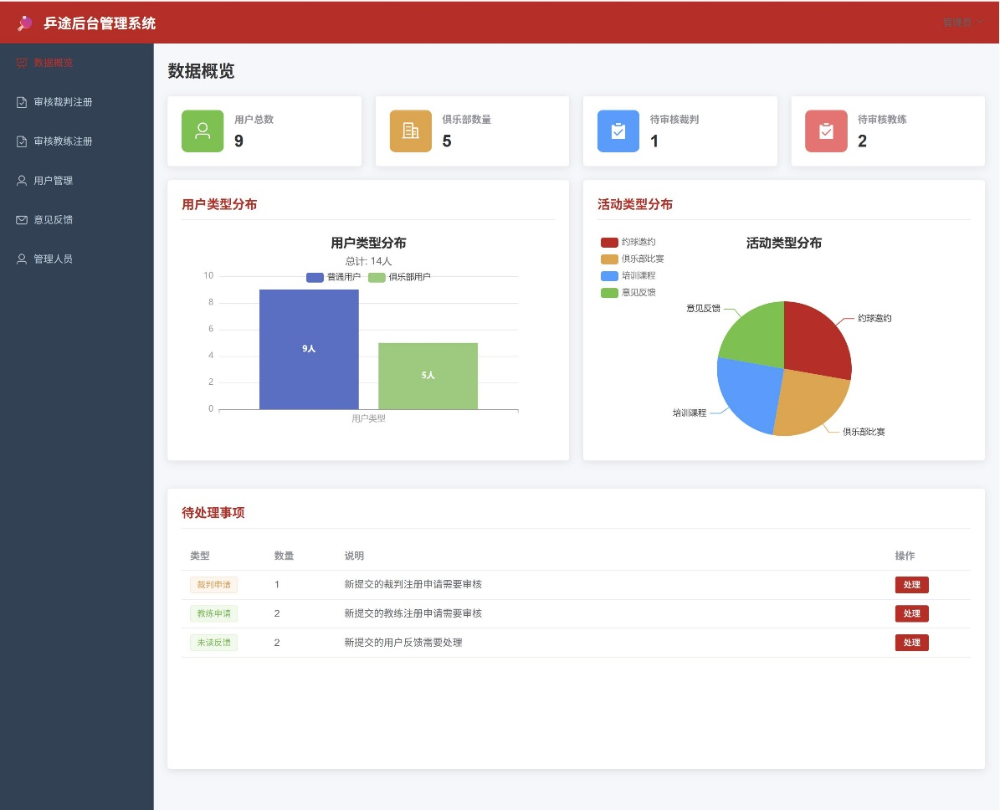 乒途后台管理系统
管理员
数据概览
审核裁判注册
审核教练注册
用户管理
意见反馈
管理人员
数据概览
用户总数
9
俱乐部数量
5
待审核裁判
1
待审核教练
2
用户类型分布
用户类型分布
总计: 14人
普通用户 俱乐部用户
10
8
6
4
2
0
9人
5人
用户类型
活动类型分布
活动类型分布
约球邀约
俱乐部比赛
培训课程
意见反馈
意见反馈
约球邀约
培训课程
俱乐部比赛
待处理事项
类型 数量 说明 操作
裁判申请 1 新提交的裁判注册申请需要审核 处理
教练申请 2 新提交的教练注册申请需要审核 处理
未读反馈 2 新提交的用户反馈需要处理 处理